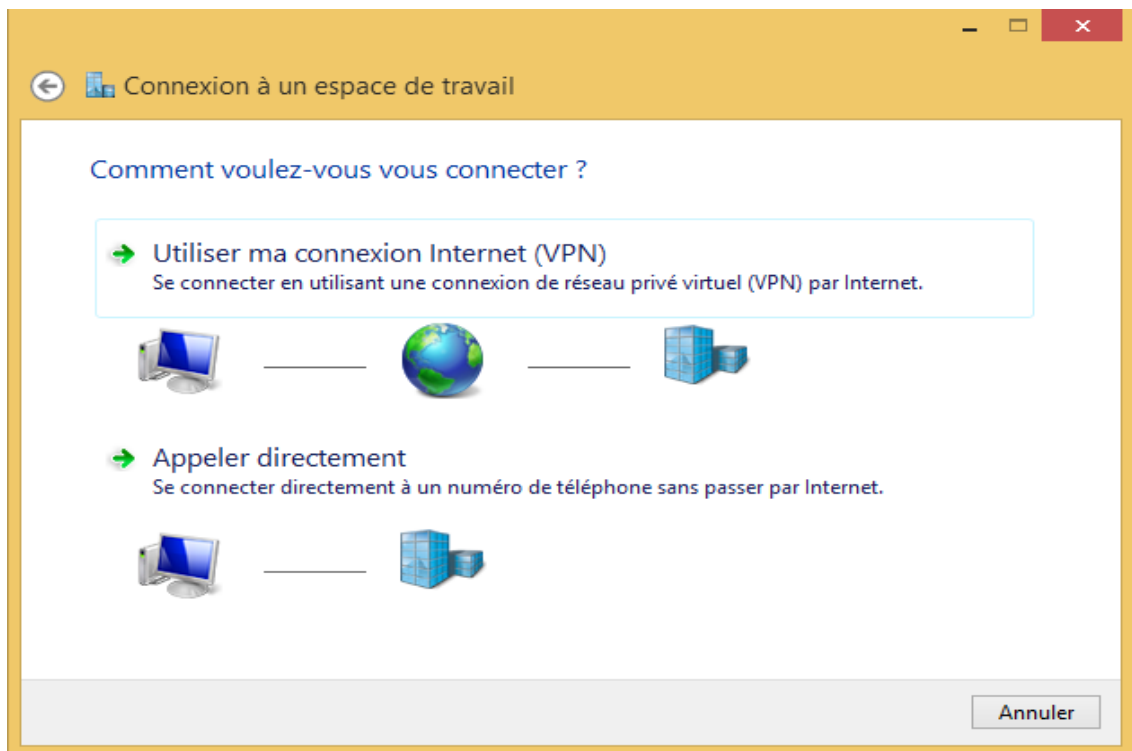 Connexion à un espace de travail
Comment voulez-vous vous connecter ?
Utiliser ma connexion Internet (VPN)
Se connecter en utilisant une connexion de réseau privé virtuel (VPN) par Internet.
Appeler directement
Se connecter directement à un numéro de téléphone sans passer par Internet.
Annuler